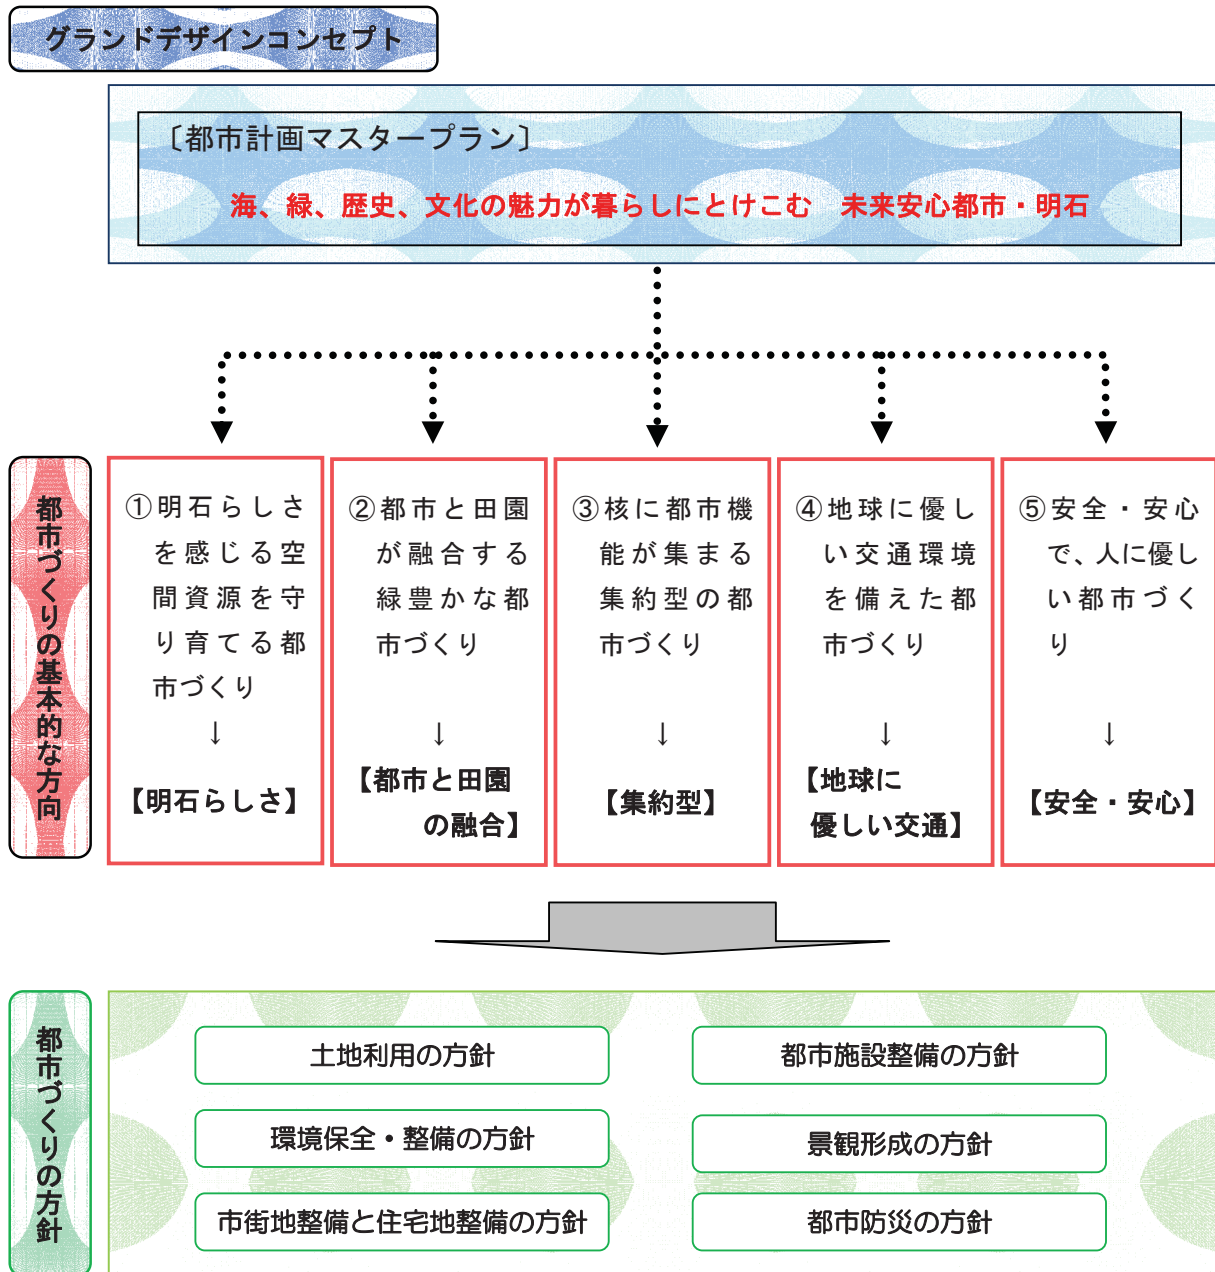 グランドデザインコンセプト
〔都市計画マスタープラン〕
海、緑、歴史、文化の魅力が暮らしにとけこむ　未来安心都市・明石
都市づくりの基本的な方向
①明石らしさ
を感じる空
間資源を守
り育てる都
市づくり
↓
【明石らしさ】
②都市と田園
が融合する
緑豊かな都
市づくり
↓
【都市と田園
の融合】
③核に都市機
能が集まる
集約型の都
市づくり
↓
【集約型】
④地球に優し
い交通環境
を備えた都
市づくり
↓
【地球に
優しい交通】
⑤安全・安心
で、人に優し
い都市づく
り
↓
【安全・安心】
都市づくりの方針
土地利用の方針
都市施設整備の方針
環境保全・整備の方針
景観形成の方針
市街地整備と住宅地整備の方針
都市防災の方針